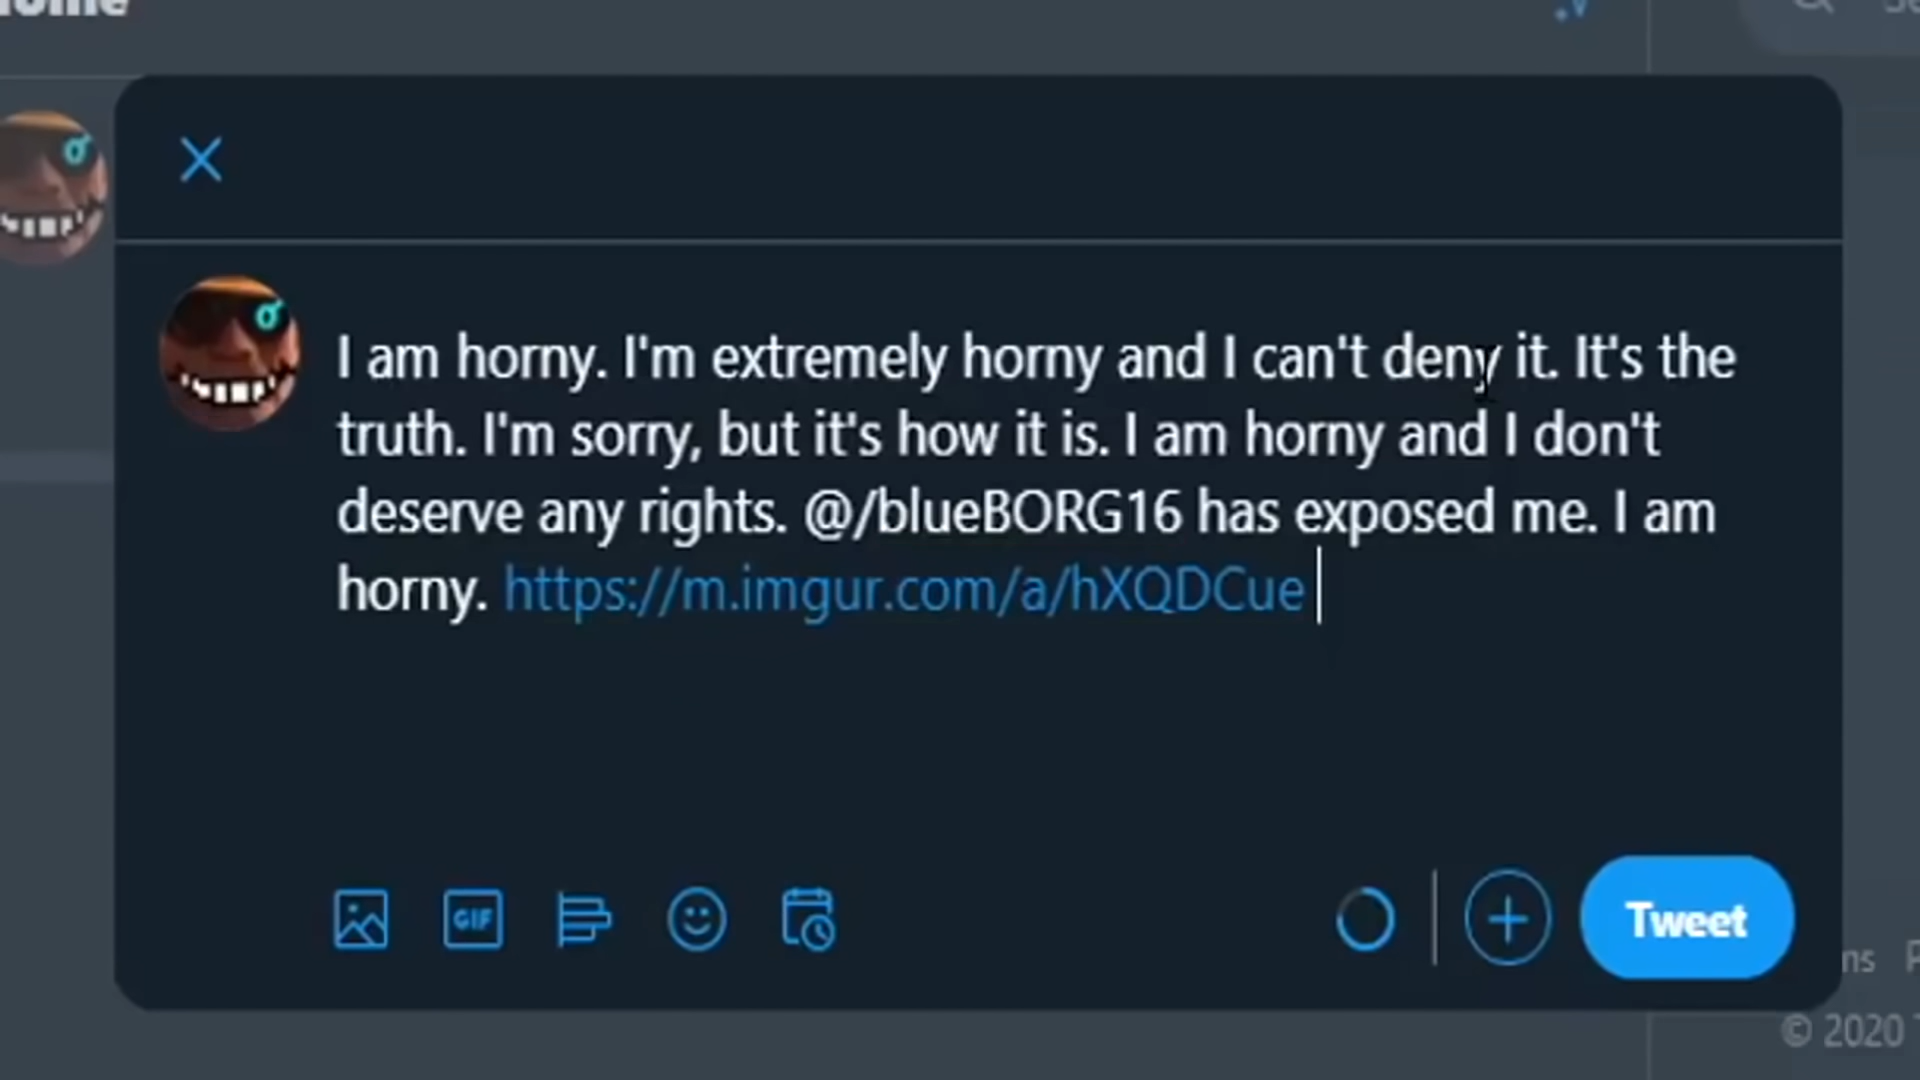 I am horny. I'm extremely horny and I can't deny it. It's the
truth. I'm sorry, but it's how it is. I am horny and I don't
deserve any rights. @/blueBORG16 has exposed me. I am
horny. https://m.imgur.com/a/hXQDCue
GIF
Tweet
© 2020